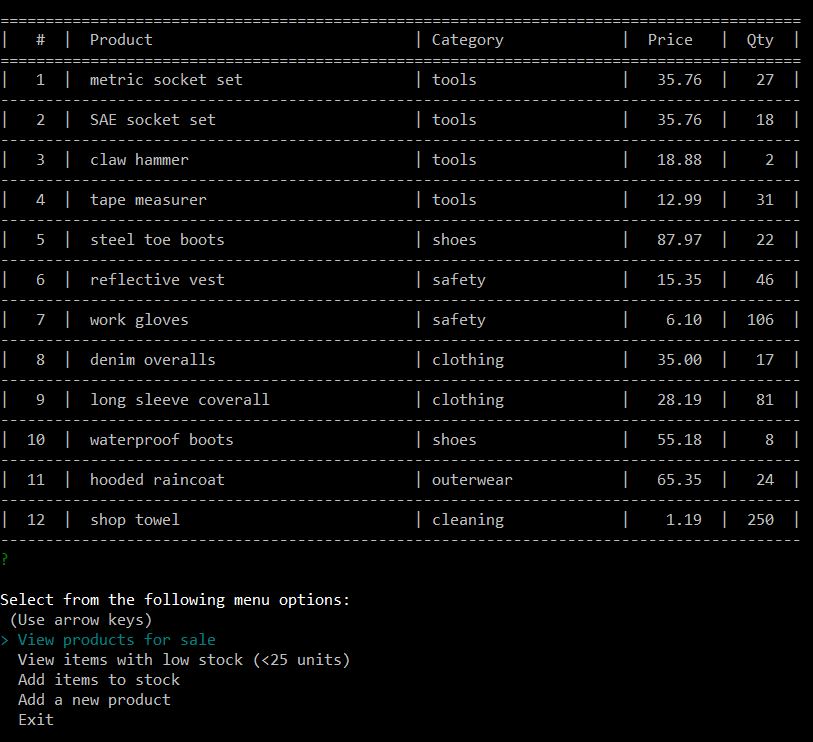 =========================================================================================
|   #  |  Product                             | Category             |  Price   |  Qty  |
=========================================================================================
|   1  |  metric socket set                   | tools                |   35.76  |   27  |
-----------------------------------------------------------------------------------------
|   2  |  SAE socket set                      | tools                |   35.76  |   18  |
-----------------------------------------------------------------------------------------
|   3  |  claw hammer                         | tools                |   18.88  |    2  |
-----------------------------------------------------------------------------------------
|   4  |  tape measurer                       | tools                |   12.99  |   31  |
-----------------------------------------------------------------------------------------
|   5  |  steel toe boots                     | shoes                |   87.97  |   22  |
-----------------------------------------------------------------------------------------
|   6  |  reflective vest                     | safety               |   15.35  |   46  |
-----------------------------------------------------------------------------------------
|   7  |  work gloves                         | safety               |    6.10  |  106  |
-----------------------------------------------------------------------------------------
|   8  |  denim overalls                      | clothing             |   35.00  |   17  |
-----------------------------------------------------------------------------------------
|   9  |  long sleeve coverall                | clothing             |   28.19  |   81  |
-----------------------------------------------------------------------------------------
|  10  |  waterproof boots                    | shoes                |   55.18  |    8  |
-----------------------------------------------------------------------------------------
|  11  |  hooded raincoat                     | outerwear            |   65.35  |   24  |
-----------------------------------------------------------------------------------------
|  12  |  shop towel                          | cleaning             |    1.19  |  250  |
-----------------------------------------------------------------------------------------
?
Select from the following menu options:
 (Use arrow keys)
> View products for sale
  View items with low stock (<25 units)
  Add items to stock
  Add a new product
  Exit